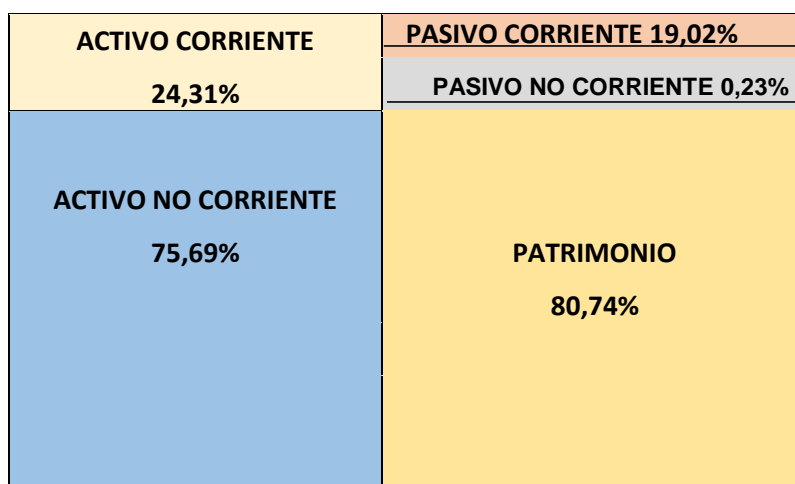 ACTIVO CORRIENTE
24,31%
PASIVO CORRIENTE 19,02%
PASIVO NO CORRIENTE 0,23%
ACTIVO NO CORRIENTE
75,69%
PATRIMONIO
80,74%